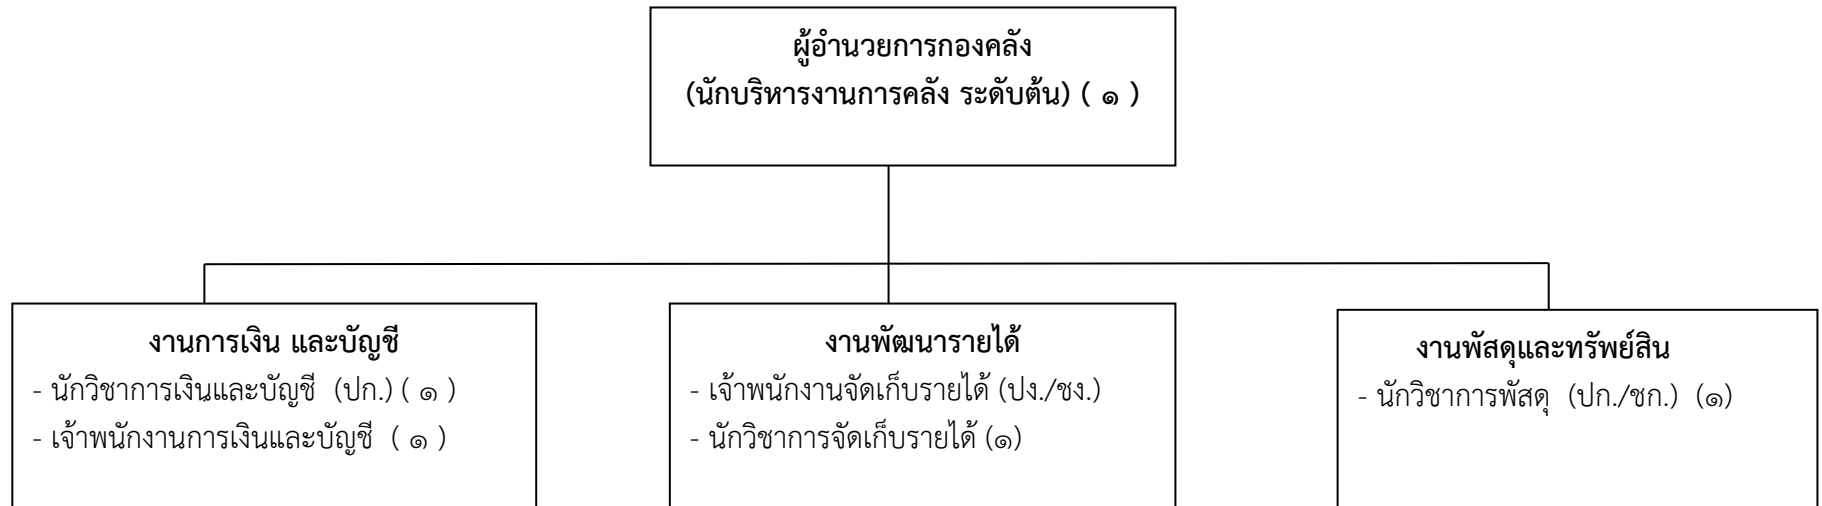 ผู้อำนวยการกองคลัง
(นักบริหารงานการคลัง ระดับต้น) ( ๑ )
งานการเงิน และบัญชี
- นักวิชาการเงินและบัญชี (ปก.) ( ๑ )
- เจ้าพนักงานการเงินและบัญชี ( ๑ )
งานพัฒนารายได้
- เจ้าพนักงานจัดเก็บรายได้ (ปง./ชง.)
- นักวิชาการจัดเก็บรายได้ (๑)
งานพัสดุและทรัพย์สิน
- นักวิชาการพัสดุ (ปก./ชก.) (๑)